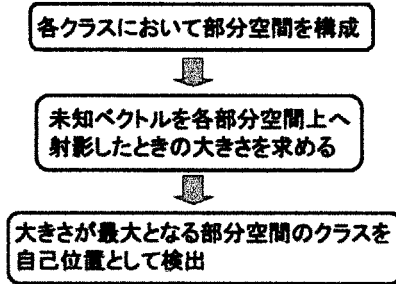 各クラスにおいて部分空間を構成
未知ベクトルを各部分空間上へ
射影したときの大きさを求める
大きさが最大となる部分空間のクラスを
自己位置として検出